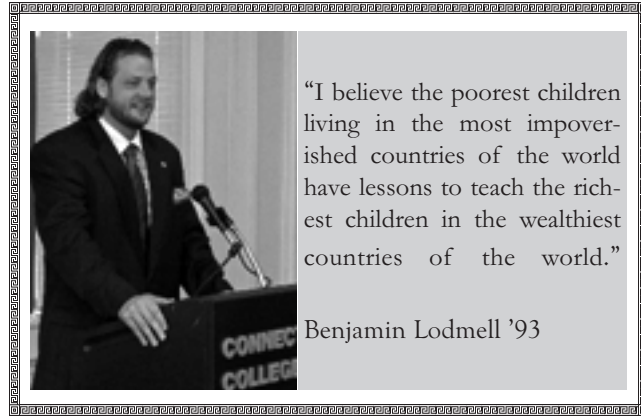 “I believe the poorest children
living in the most impover-
ished countries of the world
have lessons to teach the rich-
est children in the wealthiest
countries of the world.”
Benjamin Lodmell ’93
CONNEC
COLLEGE